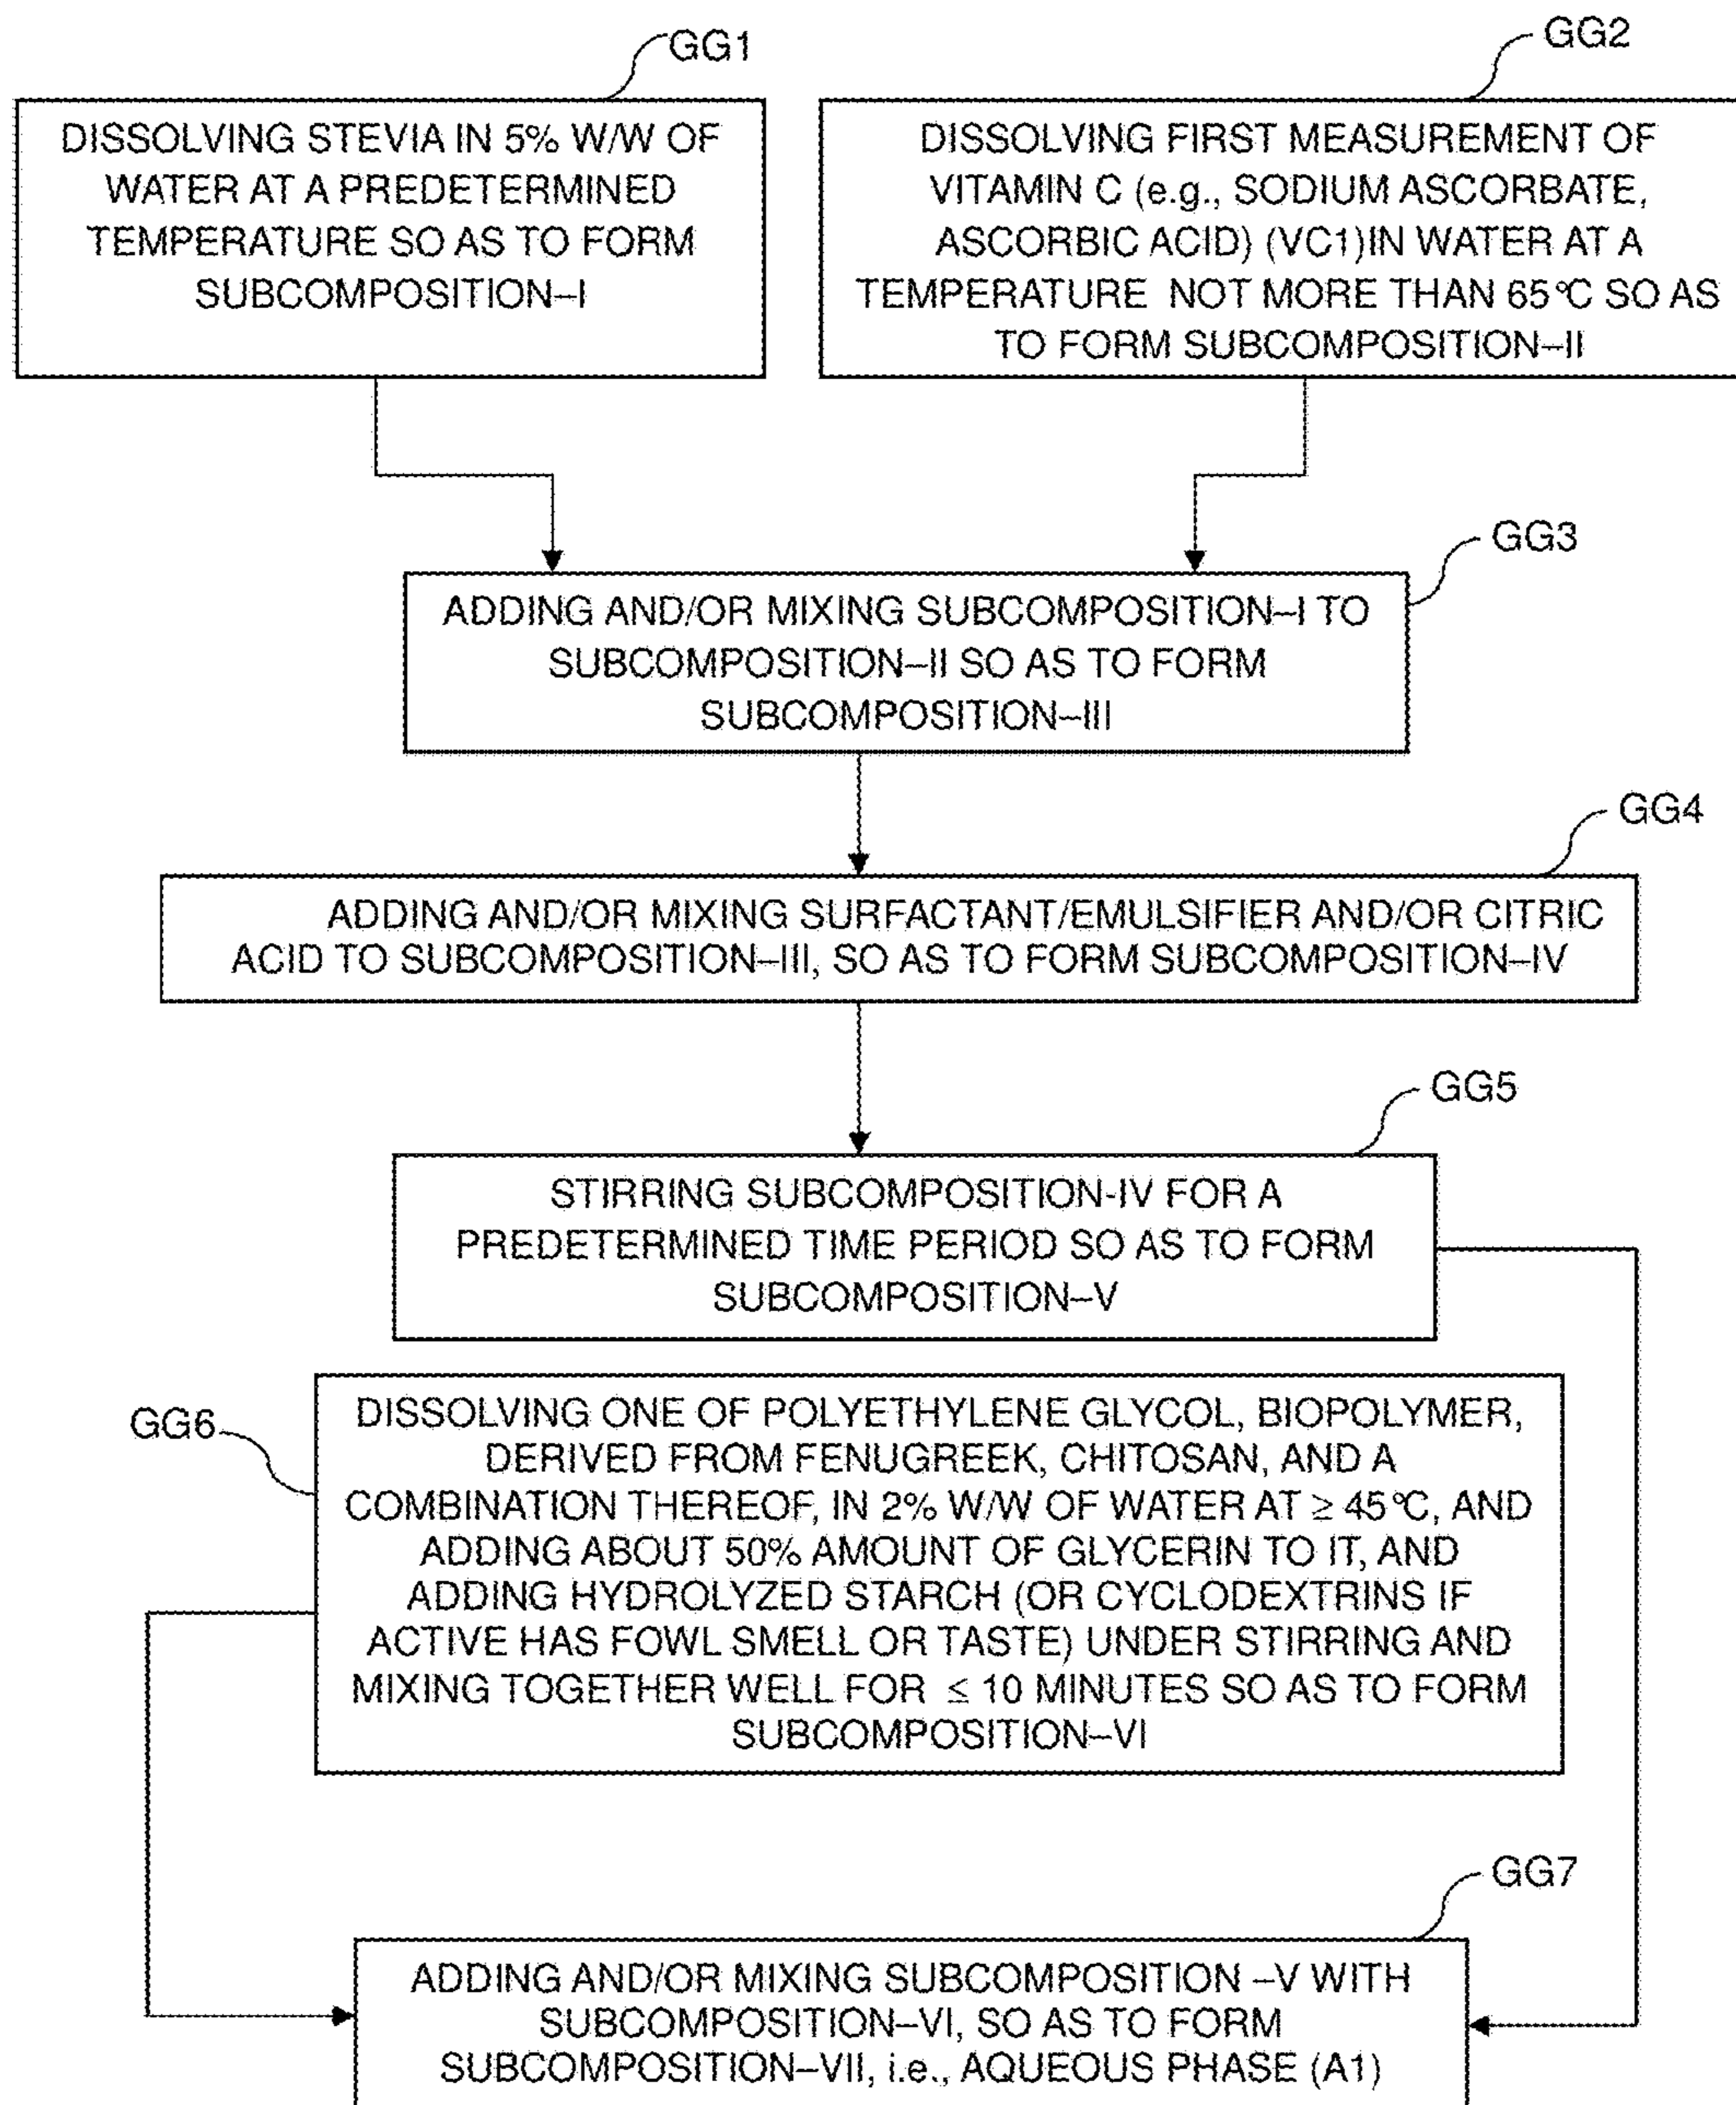 GG1
DISSOLVING STEVIA IN 5% W/W OF
WATER AT A PREDETERMINED
TEMPERATURE SO AS TO FORM
SUBCOMPOSITION–I
GG2
DISSOLVING FIRST MEASUREMENT OF
VITAMIN C (e.g., SODIUM ASCORBATE,
ASCORBIC ACID) (VC1)IN WATER AT A
TEMPERATURE NOT MORE THAN 65°C SO AS
TO FORM SUBCOMPOSITION–II
GG3
ADDING AND/OR MIXING SUBCOMPOSITION–I TO
SUBCOMPOSITION–II SO AS TO FORM
SUBCOMPOSITION–III
GG4
ADDING AND/OR MIXING SURFACTANT/EMULSIFIER AND/OR CITRIC
ACID TO SUBCOMPOSITION–III, SO AS TO FORM SUBCOMPOSITION–IV
GG5
STIRRING SUBCOMPOSITION-IV FOR A
PREDETERMINED TIME PERIOD SO AS TO FORM
SUBCOMPOSITION–V
GG6
DISSOLVING ONE OF POLYETHYLENE GLYCOL, BIOPOLYMER,
DERIVED FROM FENUGREEK, CHITOSAN, AND A
COMBINATION THEREOF, IN 2% W/W OF WATER AT ≥ 45°C, AND
ADDING ABOUT 50% AMOUNT OF GLYCERIN TO IT, AND
ADDING HYDROLYZED STARCH (OR CYCLODEXTRINS IF
ACTIVE HAS FOWL SMELL OR TASTE) UNDER STIRRING AND
MIXING TOGETHER WELL FOR ≤ 10 MINUTES SO AS TO FORM
SUBCOMPOSITION–VI
GG7
ADDING AND/OR MIXING SUBCOMPOSITION –V WITH
SUBCOMPOSITION–VI, SO AS TO FORM
SUBCOMPOSITION–VII, i.e., AQUEOUS PHASE (A1)